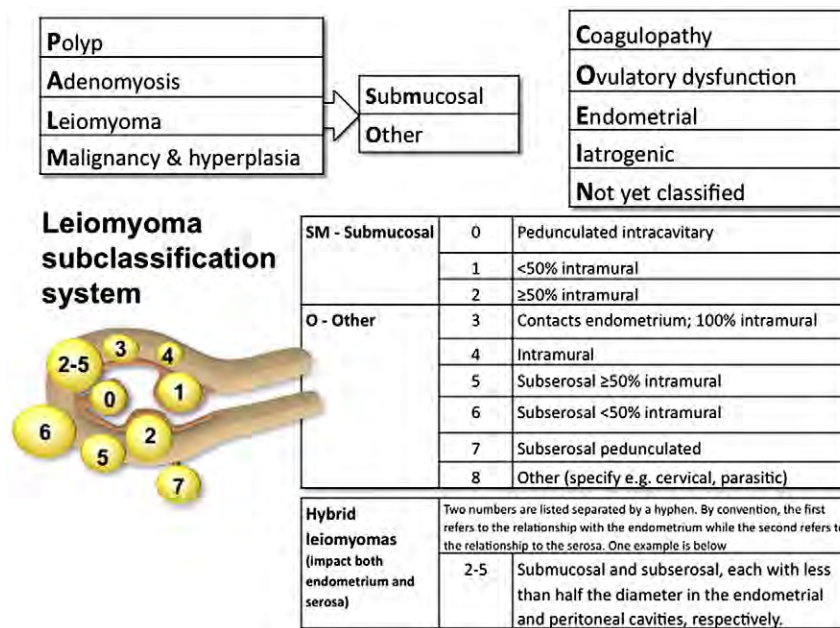 Polyp
Adenomyosis
Leiomyoma
Malignancy & hyperplasia
Submucosal
Other
Coagulopathy
Ovulatory dysfunction
Endometrial
Iatrogenic
Not yet classified
Leiomyoma
subclassification
system
SM - Submucosal
0 Pedunculated intracavitary
1 <50% intramural
2 ≥50% intramural
O - Other
3 Contacts endometrium; 100% intramural
4 Intramural
5 Subserosal ≥50% intramural
6 Subserosal <50% intramural
7 Subserosal pedunculated
8 Other (specify e.g. cervical, parasitic)
Hybrid
leiomyomas
(impact both
endometrium and
serosa)
Two numbers are listed separated by a hyphen. By convention, the first
refers to the relationship with the endometrium while the second refers to
the relationship to the serosa. One example is below
2-5 Submucosal and subserosal, each with less
than half the diameter in the endometrial
and peritoneal cavities, respectively.
3
4
2-5
0
1
6
5
2
7